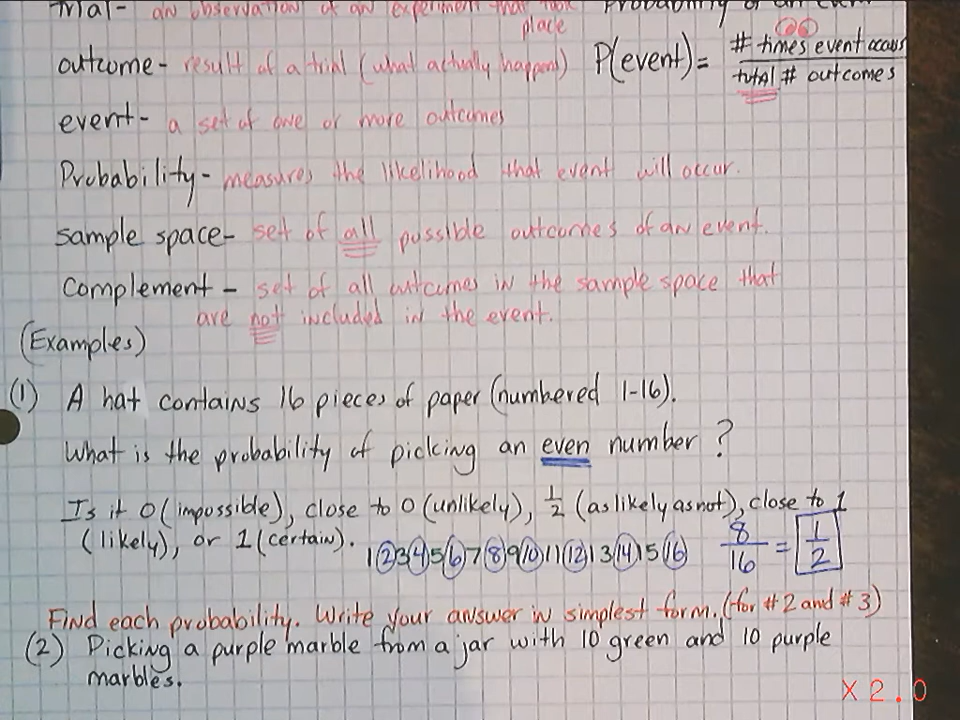 Trial - an observation of an experiment that took place
Probability of an Event
outcome - result of a trial (what actually happens)
P(event) = # times event occurs / total # outcomes
event - a set of one or more outcomes
Probability - measures the likelihood that event will occur.
sample space - set of all possible outcomes of an event.
Complement - set of all outcomes in the sample space that
are not included in the event.
(Examples)
(1) A hat contains 16 pieces of paper (numbered 1-16).
What is the probability of picking an even number?
Is it 0 (impossible), close to 0 (unlikely), 1/2 (as likely as not), close to 1
(likely), or 1 (certain).
1 2 3 4 5 6 7 8 9 10 11 12 13 14 15 16
8/16 = 1/2
Find each probability. Write your answer in simplest form. (for #2 and #3)
(2) Picking a purple marble from a jar with 10 green and 10 purple
marbles.
X2.0